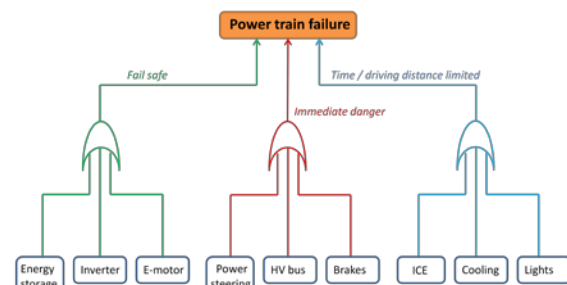 Power train failure
Fail safe
Time / driving distance limited
Immediate danger
Energy
storage
Inverter
E-motor
Power
steering
HV bus
Brakes
ICE
Cooling
Lights